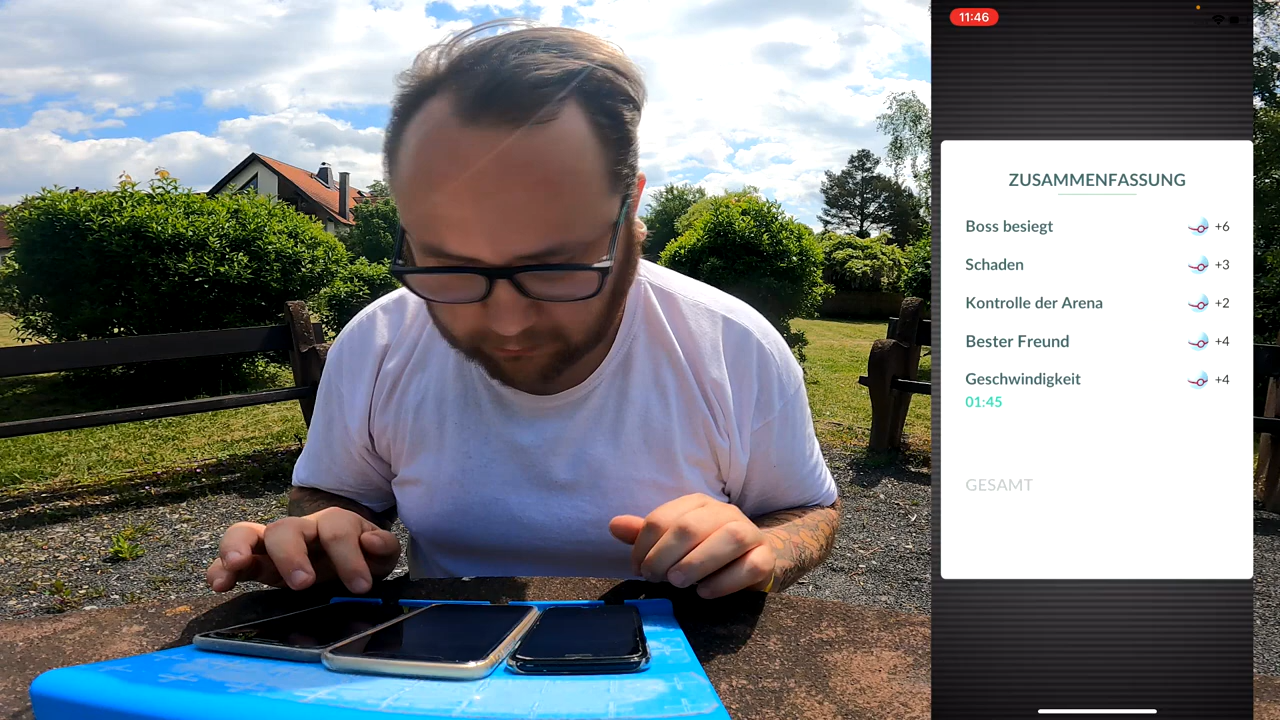 11:46
ZUSAMMENFASSUNG
Boss besiegt +6
Schaden +3
Kontrolle der Arena +2
Bester Freund +4
Geschwindigkeit +4
01:45
GESAMT